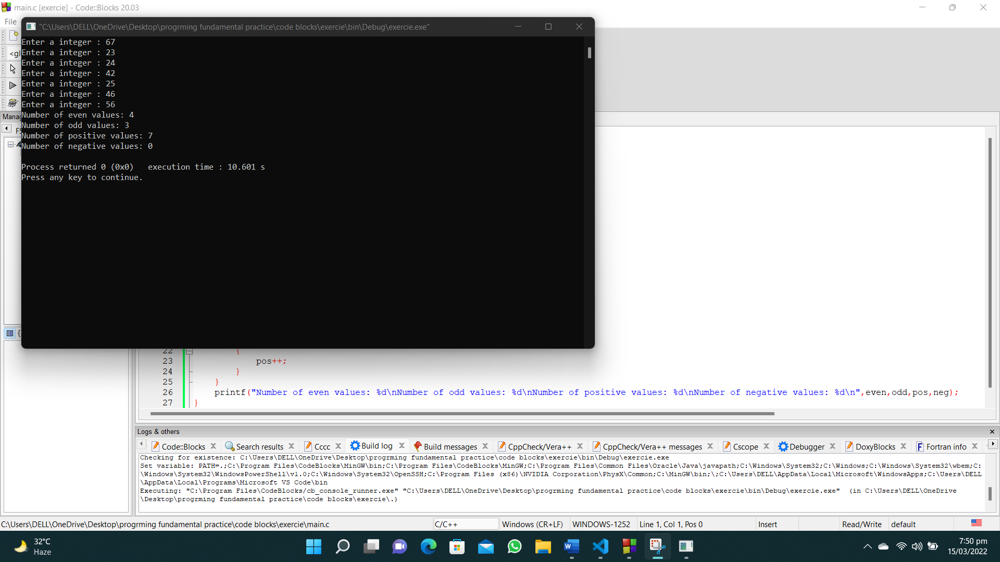 main.c [exercie] - Code::Blocks 20.03
File
"C:\Users\DELL\OneDrive\Desktop\progrming fundamental practice\code blocks\exercie\bin\Debug\exercie.exe"
<gl
Enter a integer : 67
Enter a integer : 23
Enter a integer : 24
Enter a integer : 42
Enter a integer : 25
Enter a integer : 46
Enter a integer : 56
Number of even values: 4
Number of odd values: 3
Number of positive values: 7
Number of negative values: 0
Process returned 0 (0x0)   execution time : 10.601 s
Press any key to continue.
Manag
FS
{
22 {
23 pos++;
24 }
25 }
26 printf("Number of even values: %d\nNumber of odd values: %d\nNumber of positive values: %d\nNumber of negative values: %d\n",even,odd,pos,neg);
27 }
Logs & others
Code::Blocks Search results Cccc Build log Build messages CppCheck/Vera++ CppCheck/Vera++ messages Cscope Debugger DoxyBlocks Fortran info
Checking for existence: C:\Users\DELL\OneDrive\Desktop\progrming fundamental practice\code blocks\exercie\bin\Debug\exercie.exe
Set variable: PATH=.;C:\Program Files\CodeBlocks\MinGW\bin;C:\Program Files\CodeBlocks\MinGW;C:\Program Files\Common Files\Oracle\Java\javapath;C:\Windows\System32;C:\Windows;C:\Windows\System32\wbem;C:
\Windows\System32\WindowsPowerShell\v1.0;C:\Windows\System32\OpenSSH;C:\Program Files (x86)\NVIDIA Corporation\PhysX\Common;C:\MinGW\bin;\;C:\Users\DELL\AppData\Local\Microsoft\WindowsApps;C:\Users\DELL
\AppData\Local\Programs\Microsoft VS Code\bin
Executing: "C:\Program Files\CodeBlocks/cb_console_runner.exe" "C:\Users\DELL\OneDrive\Desktop\progrming fundamental practice\code blocks\exercie\bin\Debug\exercie.exe"  (in C:\Users\DELL\OneDrive
\Desktop\progrming fundamental practice\code blocks\exercie\.)
C:\Users\DELL\OneDrive\Desktop\progrming fundamental practice\code blocks\exercie\main.c C/C++ Windows (CR+LF) WINDOWS-1252 Line 1, Col 1, Pos 0 Insert Read/Write default
32°C
Haze
7:50 pm
15/03/2022